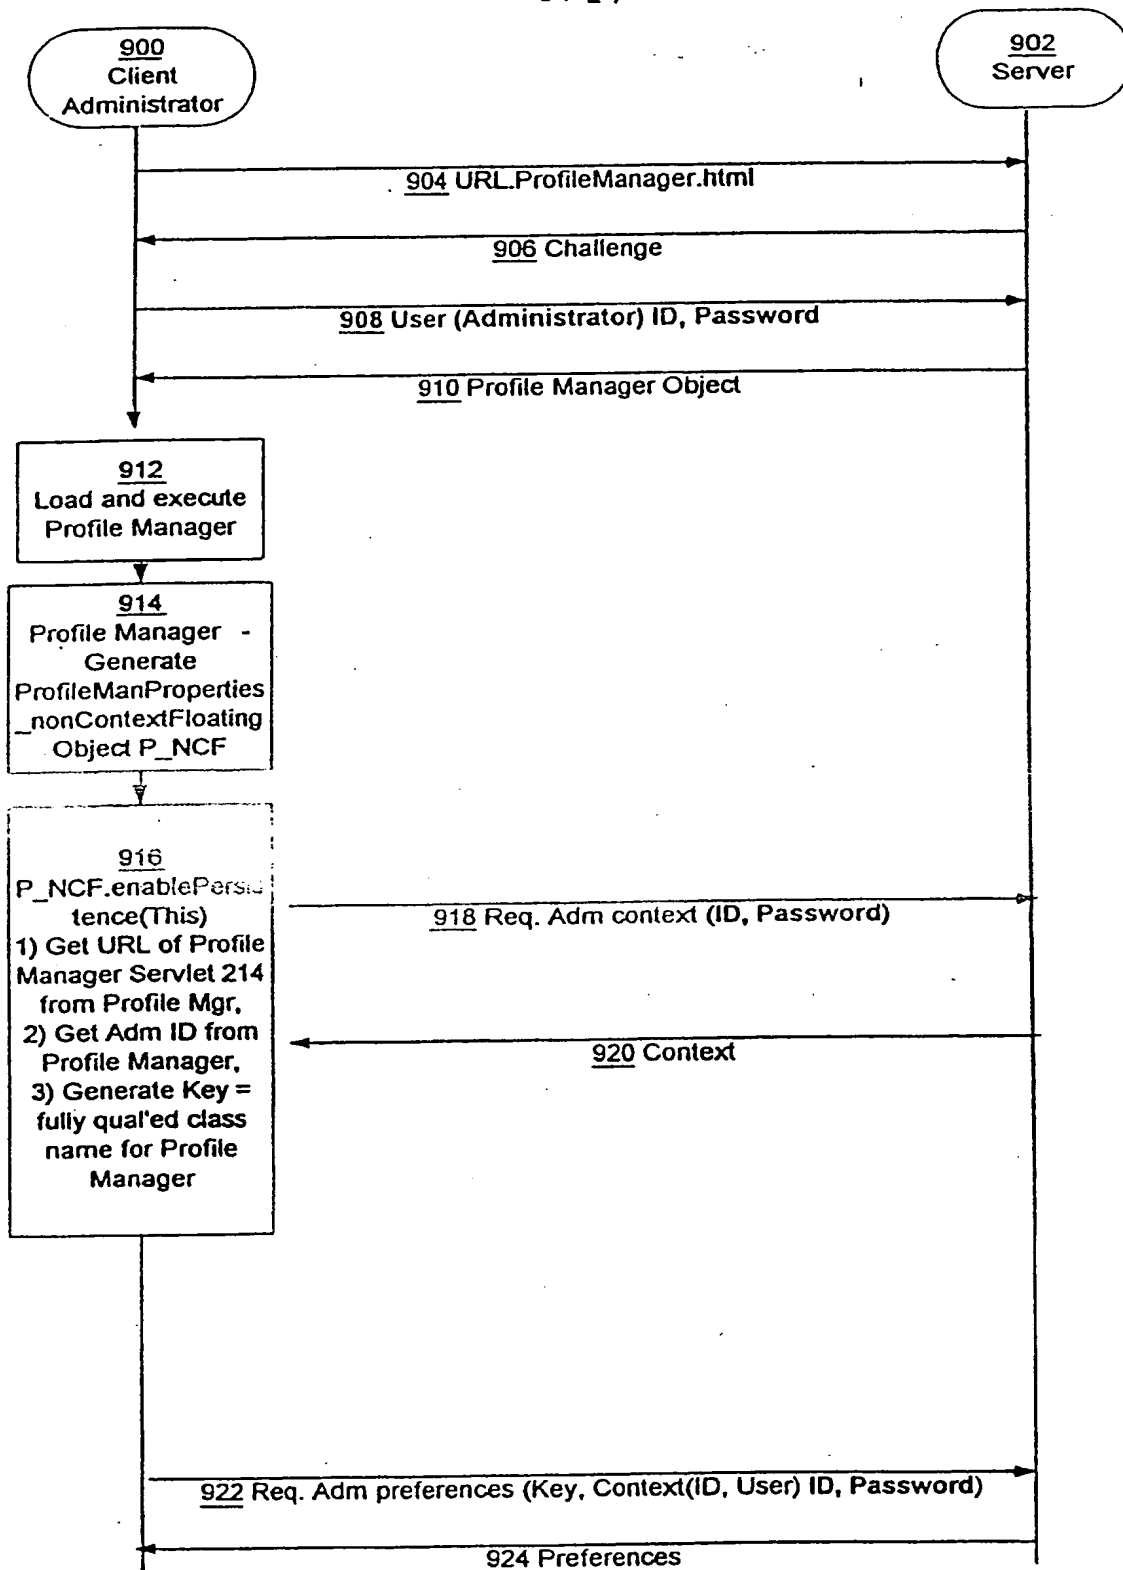 900
Client
Administrator
902
Server
904 URL.ProfileManager.html
906 Challenge
908 User (Administrator) ID, Password
910 Profile Manager Object
912
Load and execute
Profile Manager
914
Profile Manager -
Generate
ProfileManProperties
_nonContextFloating
Object P_NCF
916
P_NCF.enablePersis
tence(This)
1) Get URL of Profile
Manager Servlet 214
from Profile Mgr,
2) Get Adm ID from
Profile Manager,
3) Generate Key =
fully qual'ed class
name for Profile
Manager
918 Req. Adm context (ID, Password)
920 Context
922 Req. Adm preferences (Key, Context(ID, User) ID, Password)
924 Preferences